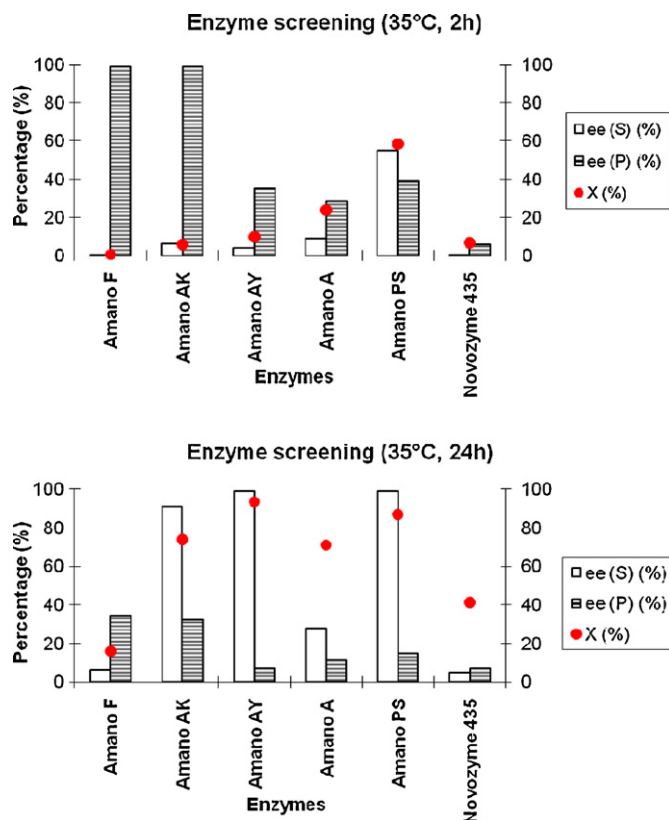 Enzyme screening (35°C, 2h)
Percentage (%)
100
80
60
40
20
0
100
80
60
40
20
0
Amano F
Amano AK
Amano AY
Amano A
Amano PS
Novozyme 435
Enzymes
ee (S) (%)
ee (P) (%)
X (%)
Enzyme screening (35°C, 24h)
Percentage (%)
100
80
60
40
20
0
100
80
60
40
20
0
Amano F
Amano AK
Amano AY
Amano A
Amano PS
Novozyme 435
Enzymes
ee (S) (%)
ee (P) (%)
X (%)